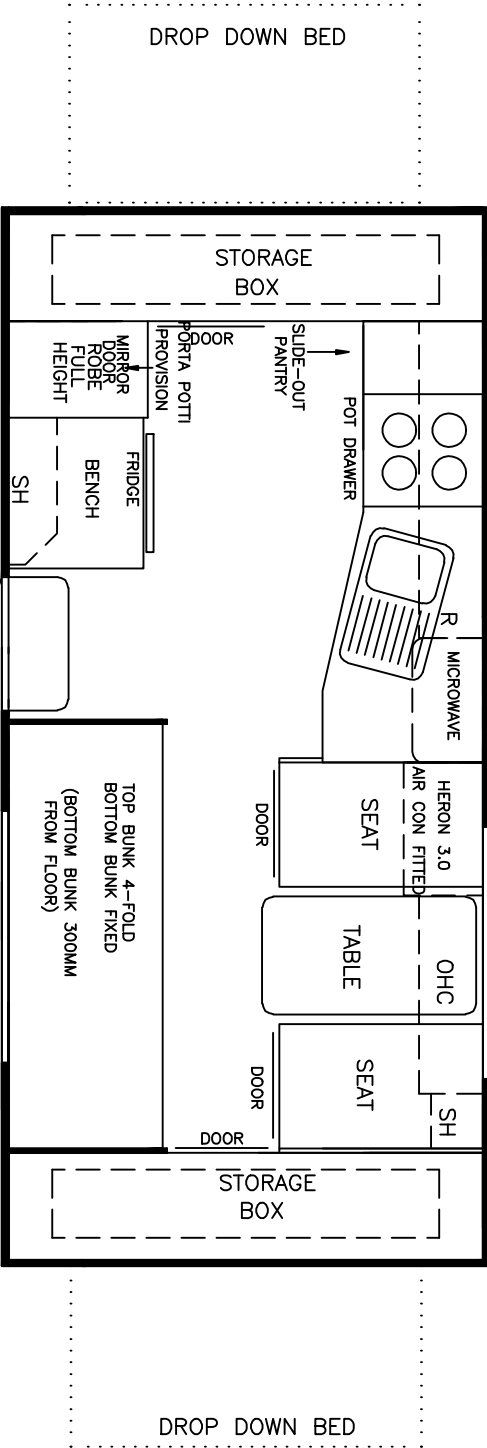 DROP DOWN BED
STORAGE
BOX
DOOR
PORTA POTTI
PROVISION
MIRROR
DOOR
ROBE
FULL
HEIGHT
SLIDE-OUT
PANTRY
POT DRAWER
FRIDGE
BENCH
SH
R
MICROWAVE
HERON 3.0
AIR CON FITTED
SEAT
DOOR
TOP BUNK 4-FOLD
BOTTOM BUNK FIXED
(BOTTOM BUNK 300MM
FROM FLOOR)
TABLE
OHC
SEAT
DOOR
SH
DOOR
STORAGE
BOX
DROP DOWN BED